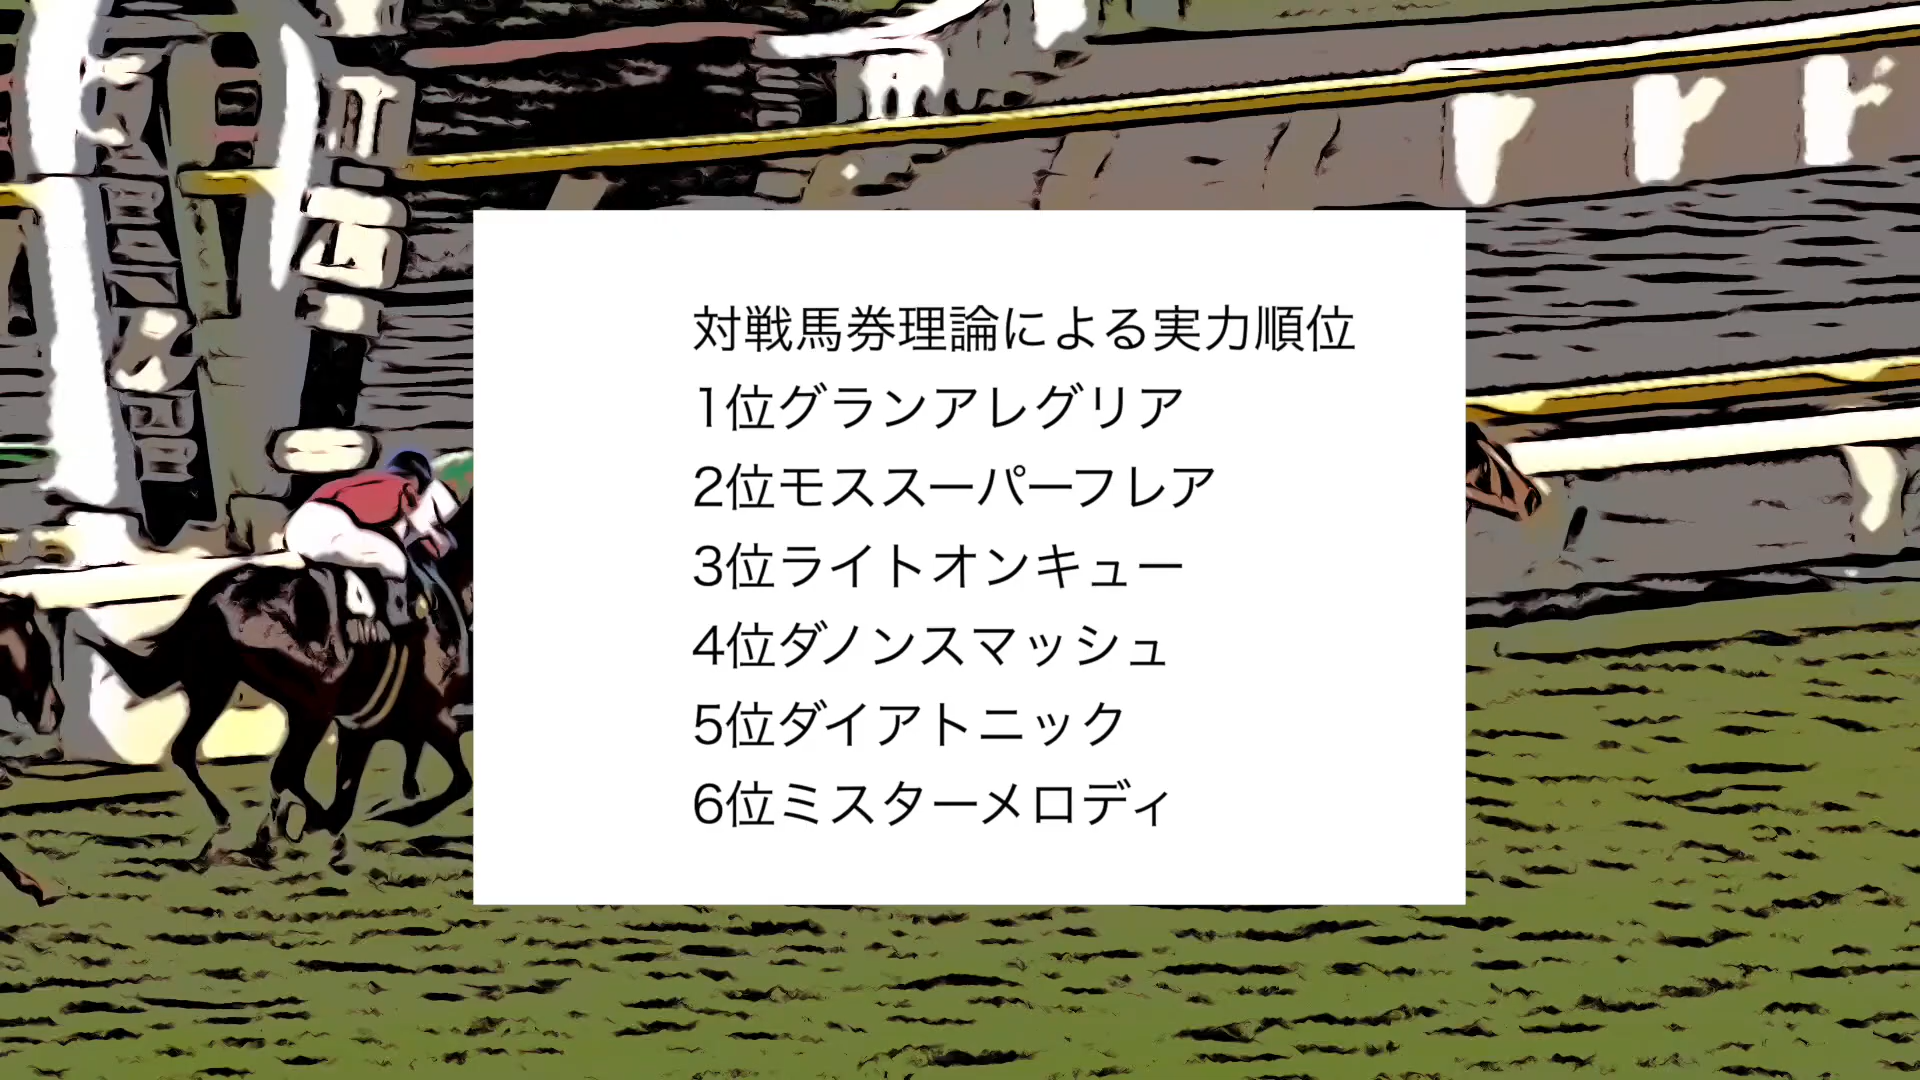 対戦馬券理論による実力順位
1位グランアレグリア
2位モススーパーフレア
3位ライトオンキュー
4位ダノンスマッシュ
5位ダイアトニック
6位ミスターメロディ